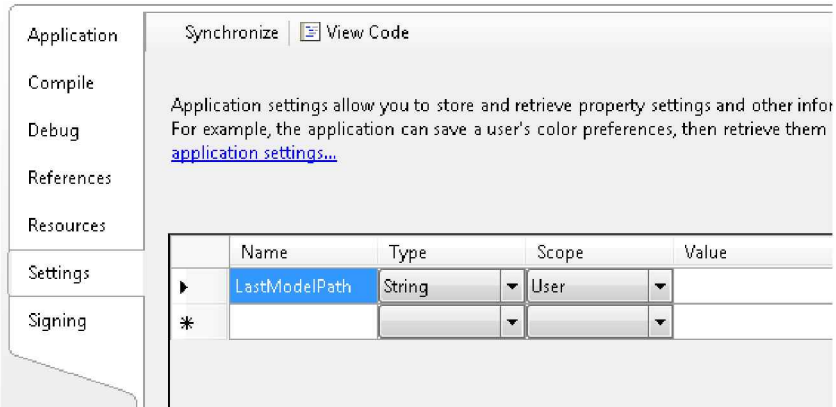 Application
Compile
Debug
References
Resources
Settings
Signing
Synchronize View Code
Application settings allow you to store and retrieve property settings and other infor
For example, the application can save a user's color preferences, then retrieve them
application settings...
Name Type Scope Value
LastModelPath String User